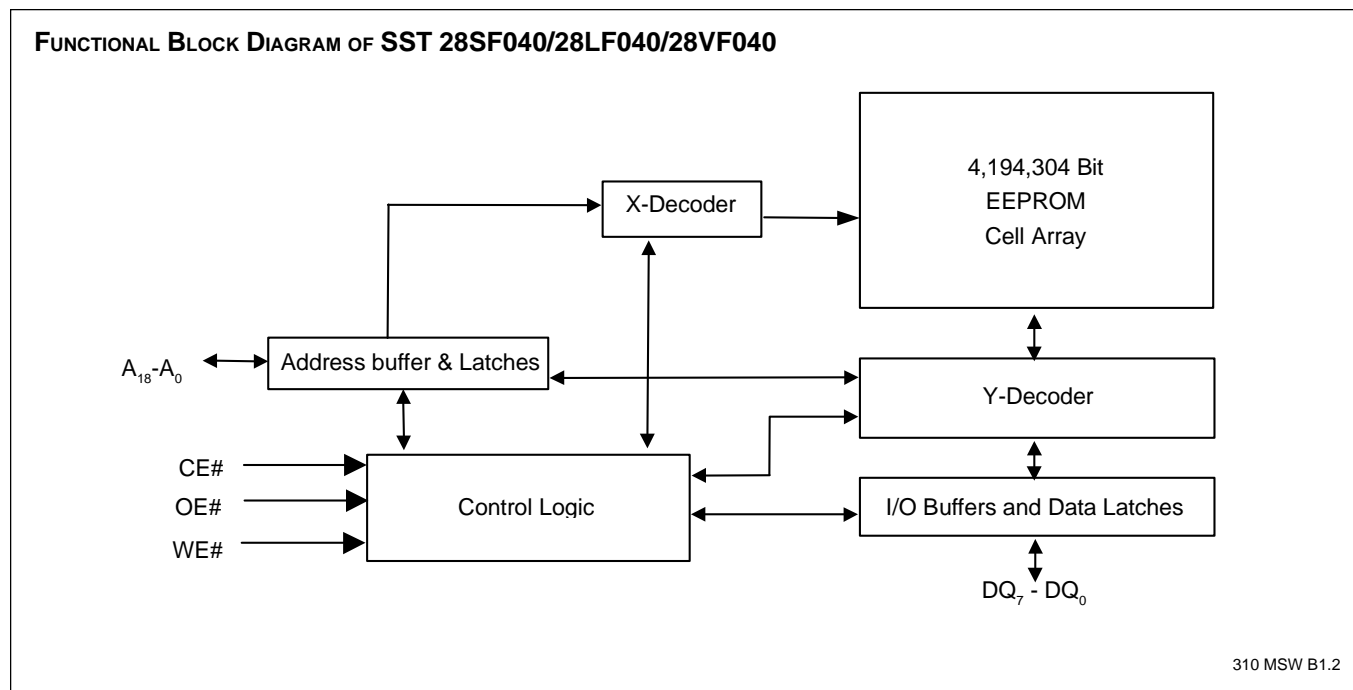 FUNCTIONAL BLOCK DIAGRAM OF SST 28SF040/28LF040/28VF040
4,194,304 Bit
EEPROM
Cell Array
X-Decoder
A18-A0
Address buffer & Latches
Y-Decoder
CE#
OE#
WE#
Control Logic
I/O Buffers and Data Latches
DQ7 - DQ0
310 MSW B1.2